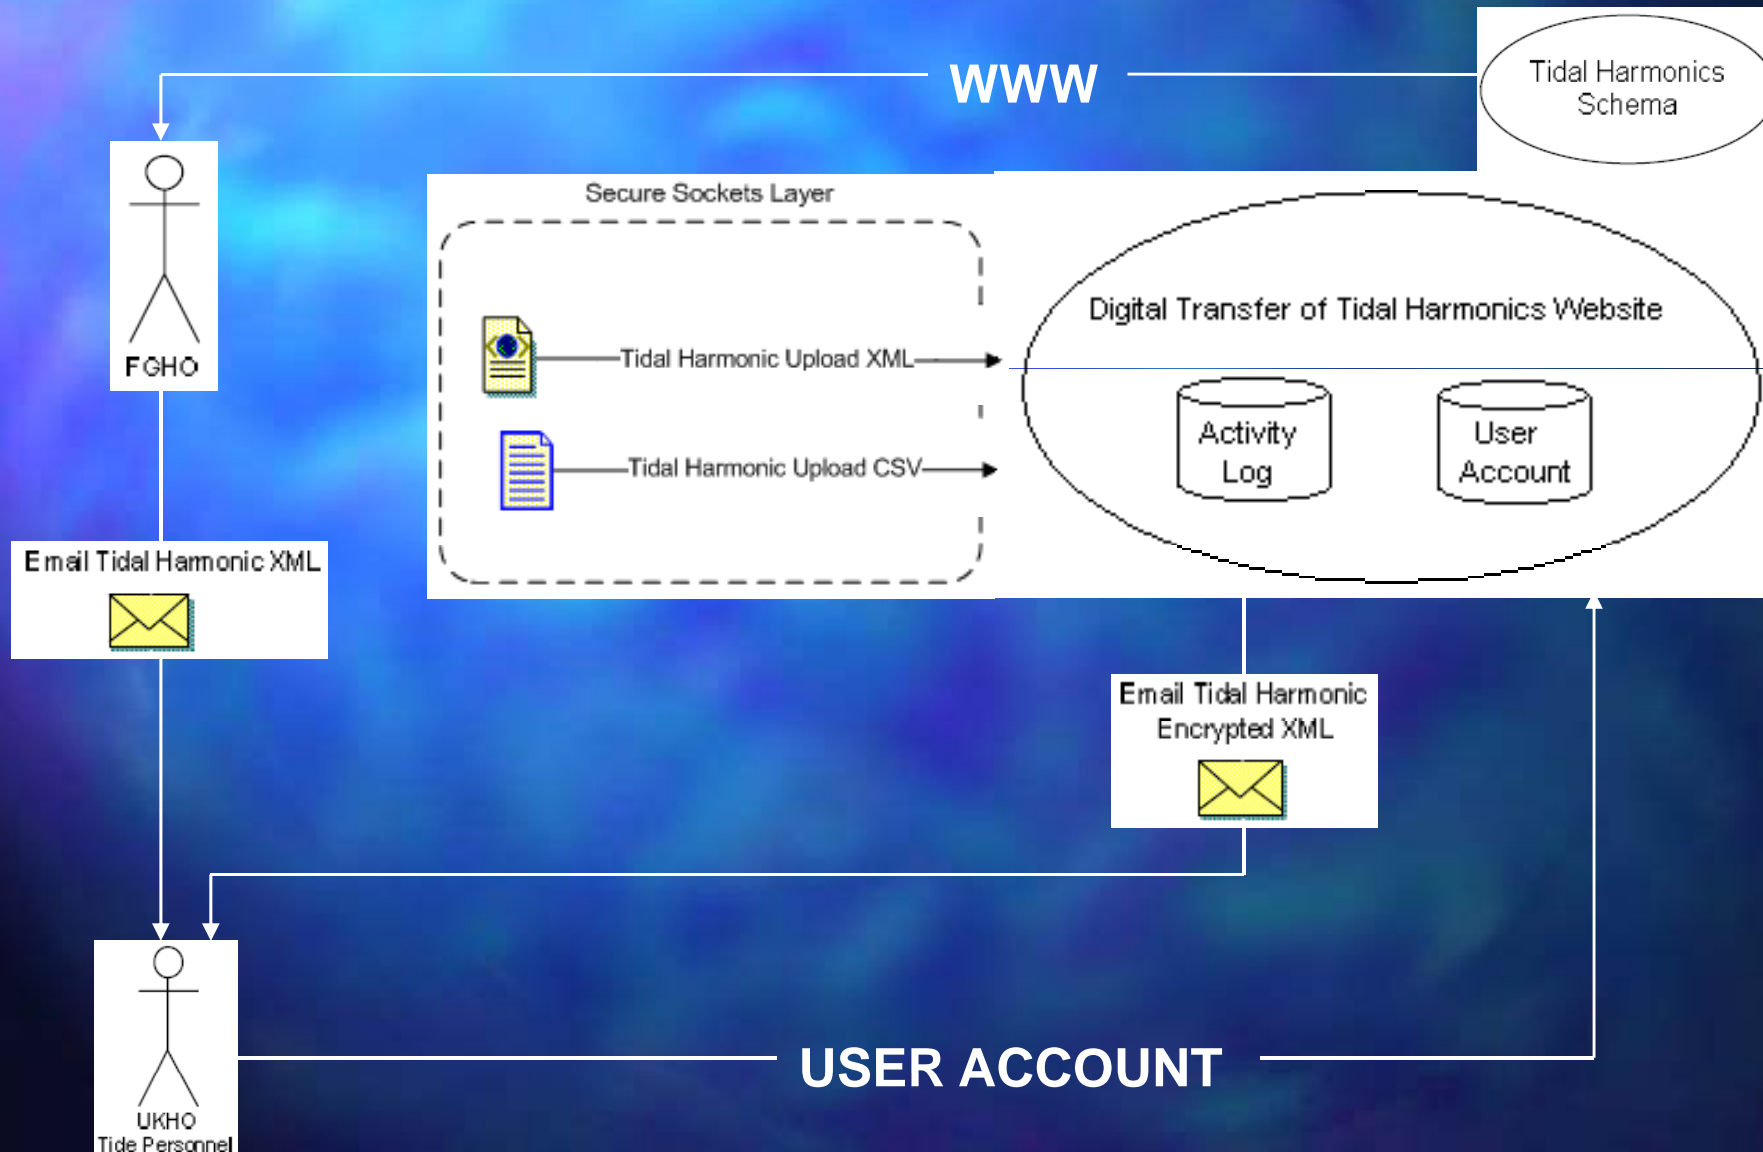 WWW
Tidal Harmonics
Schema
Secure Sockets Layer
Digital Transfer of Tidal Harmonics Website
Tidal Harmonic Upload XML
FGHO
Activity
Log
User
Account
Tidal Harmonic Upload CSV
Email Tidal Harmonic XML
Email Tidal Harmonic
Encrypted XML
USER ACCOUNT
UKHO
Tide Personnel